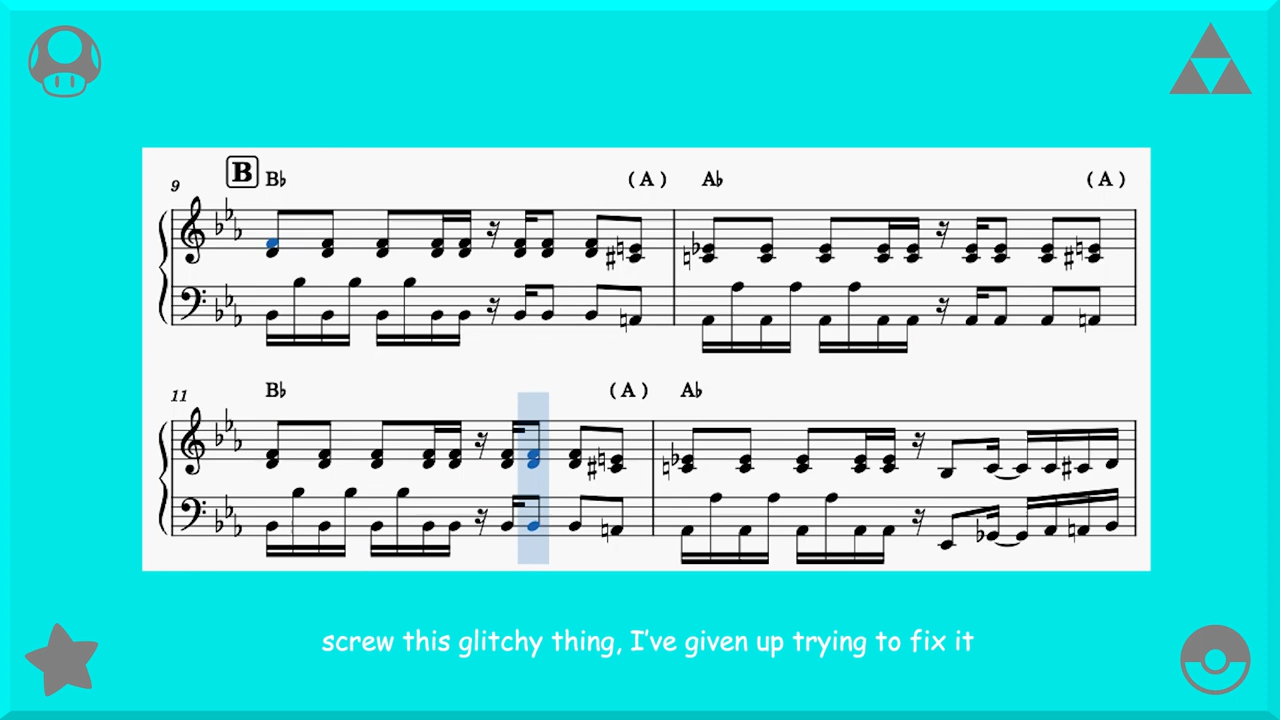 9 B B♭ ( A ) A♭ ( A )
11 B♭ ( A ) A♭
screw this glitchy thing, I've given up trying to fix it